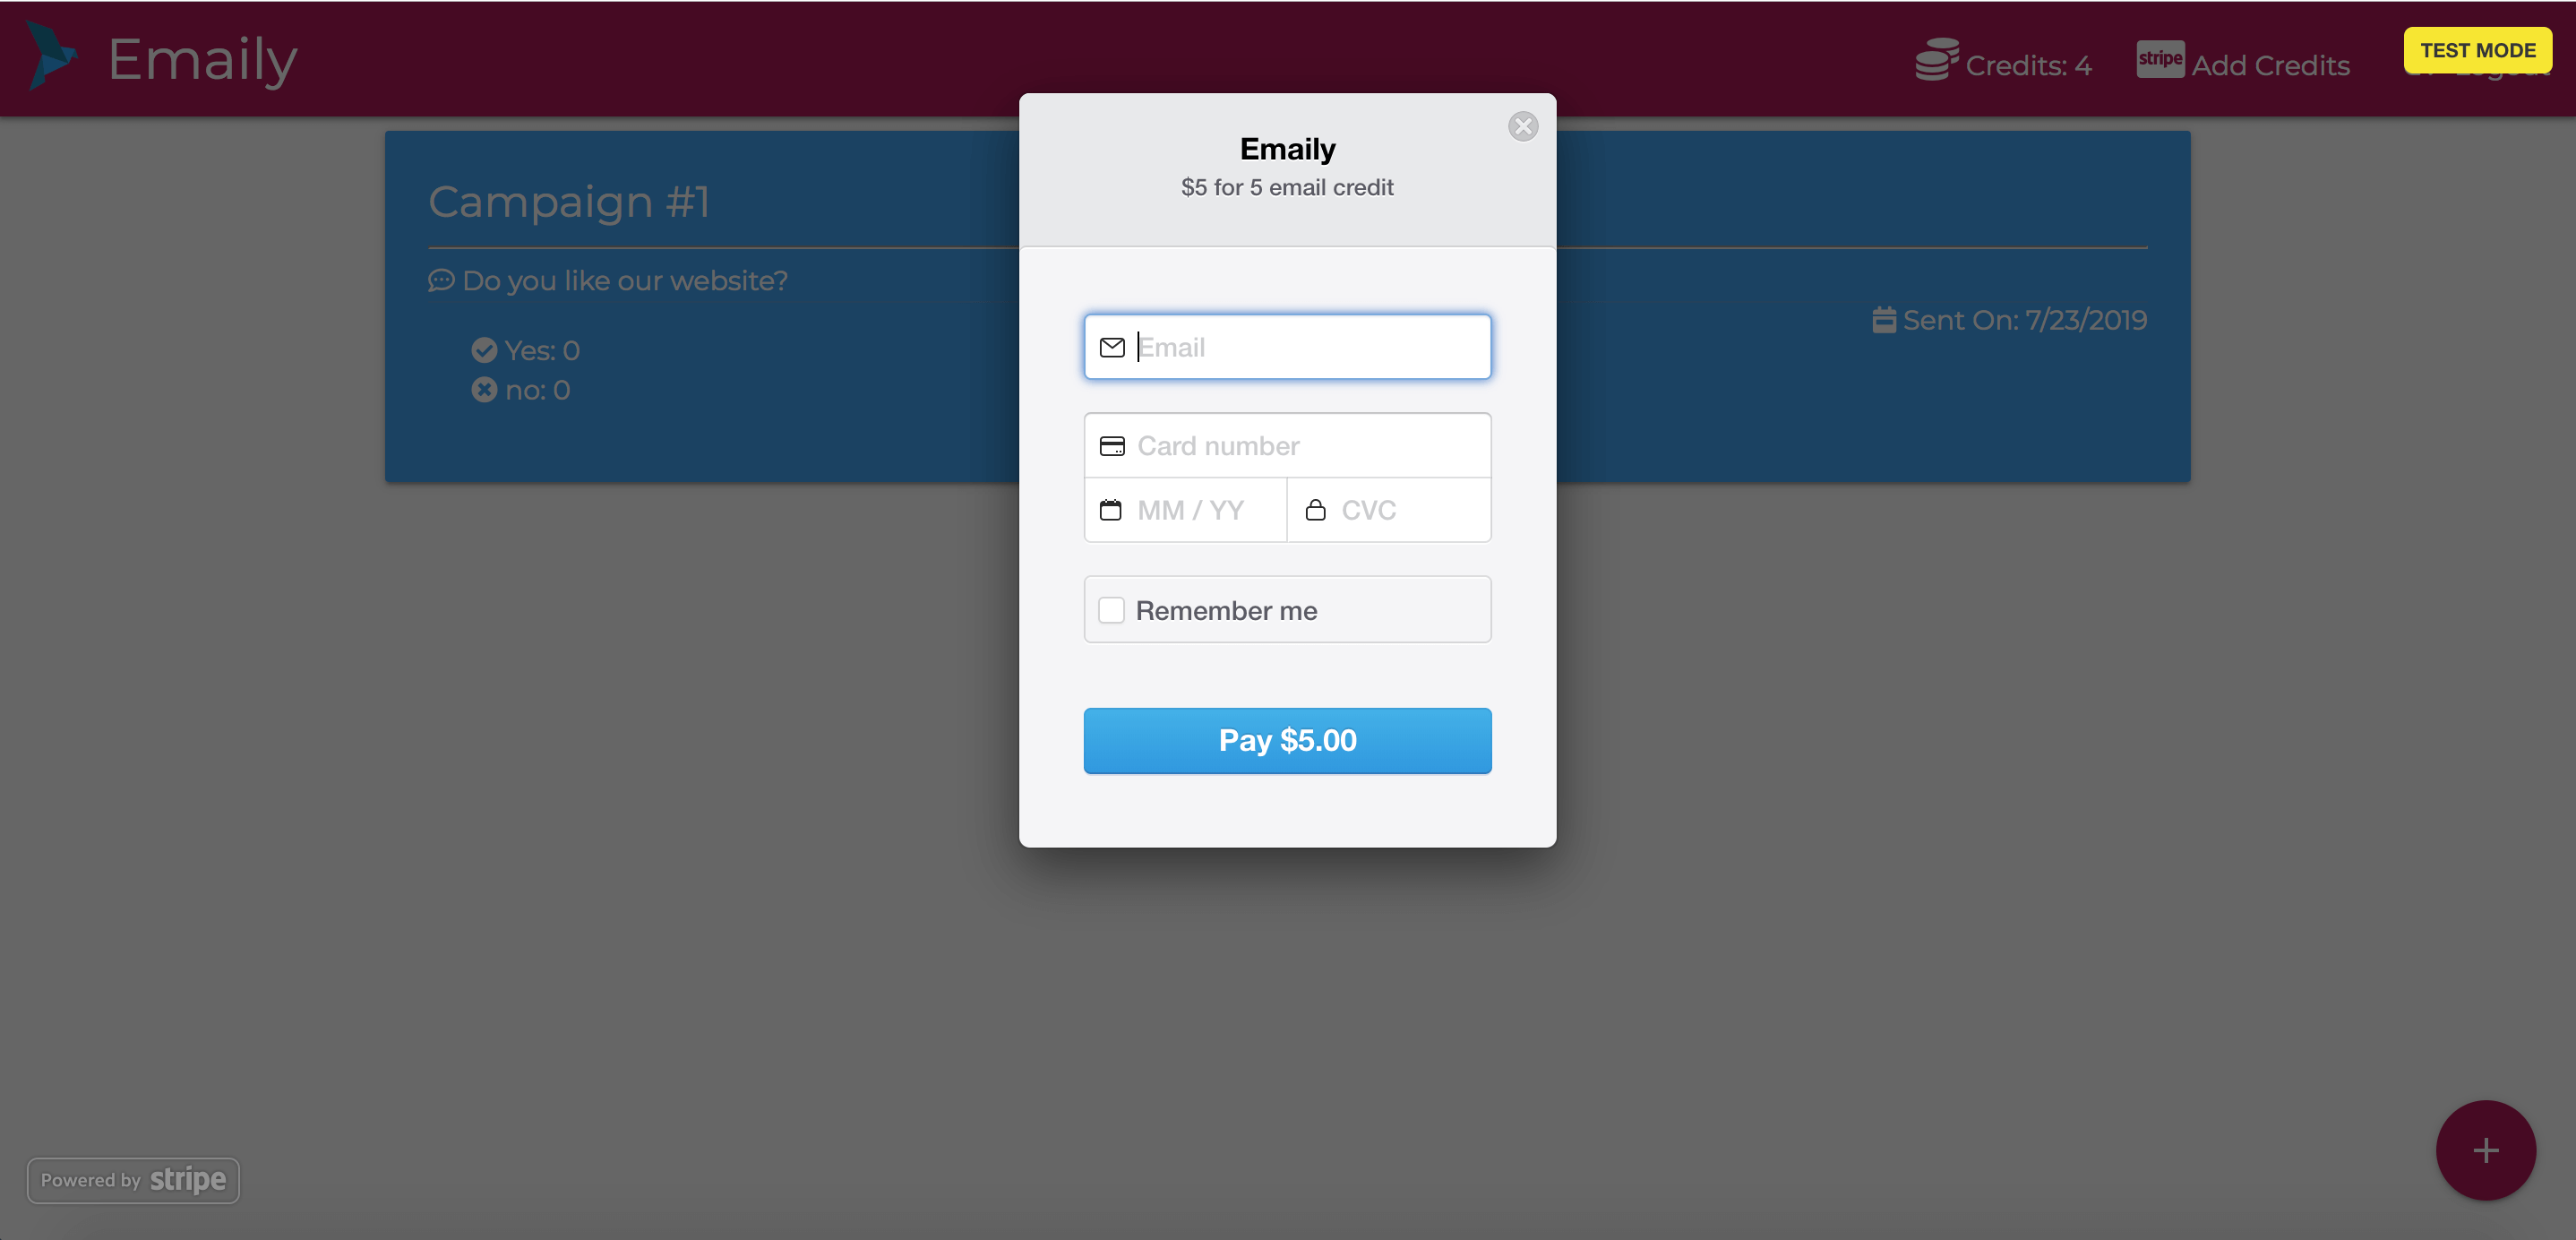 Emaily
Credits: 4
stripe Add Credits
TEST MODE
Emaily
$5 for 5 email credit
Campaign #1
Do you like our website?
Sent On: 7/23/2019
Yes: 0
no: 0
Email
Card number
MM / YY
CVC
Remember me
Pay $5.00
Powered by stripe
+